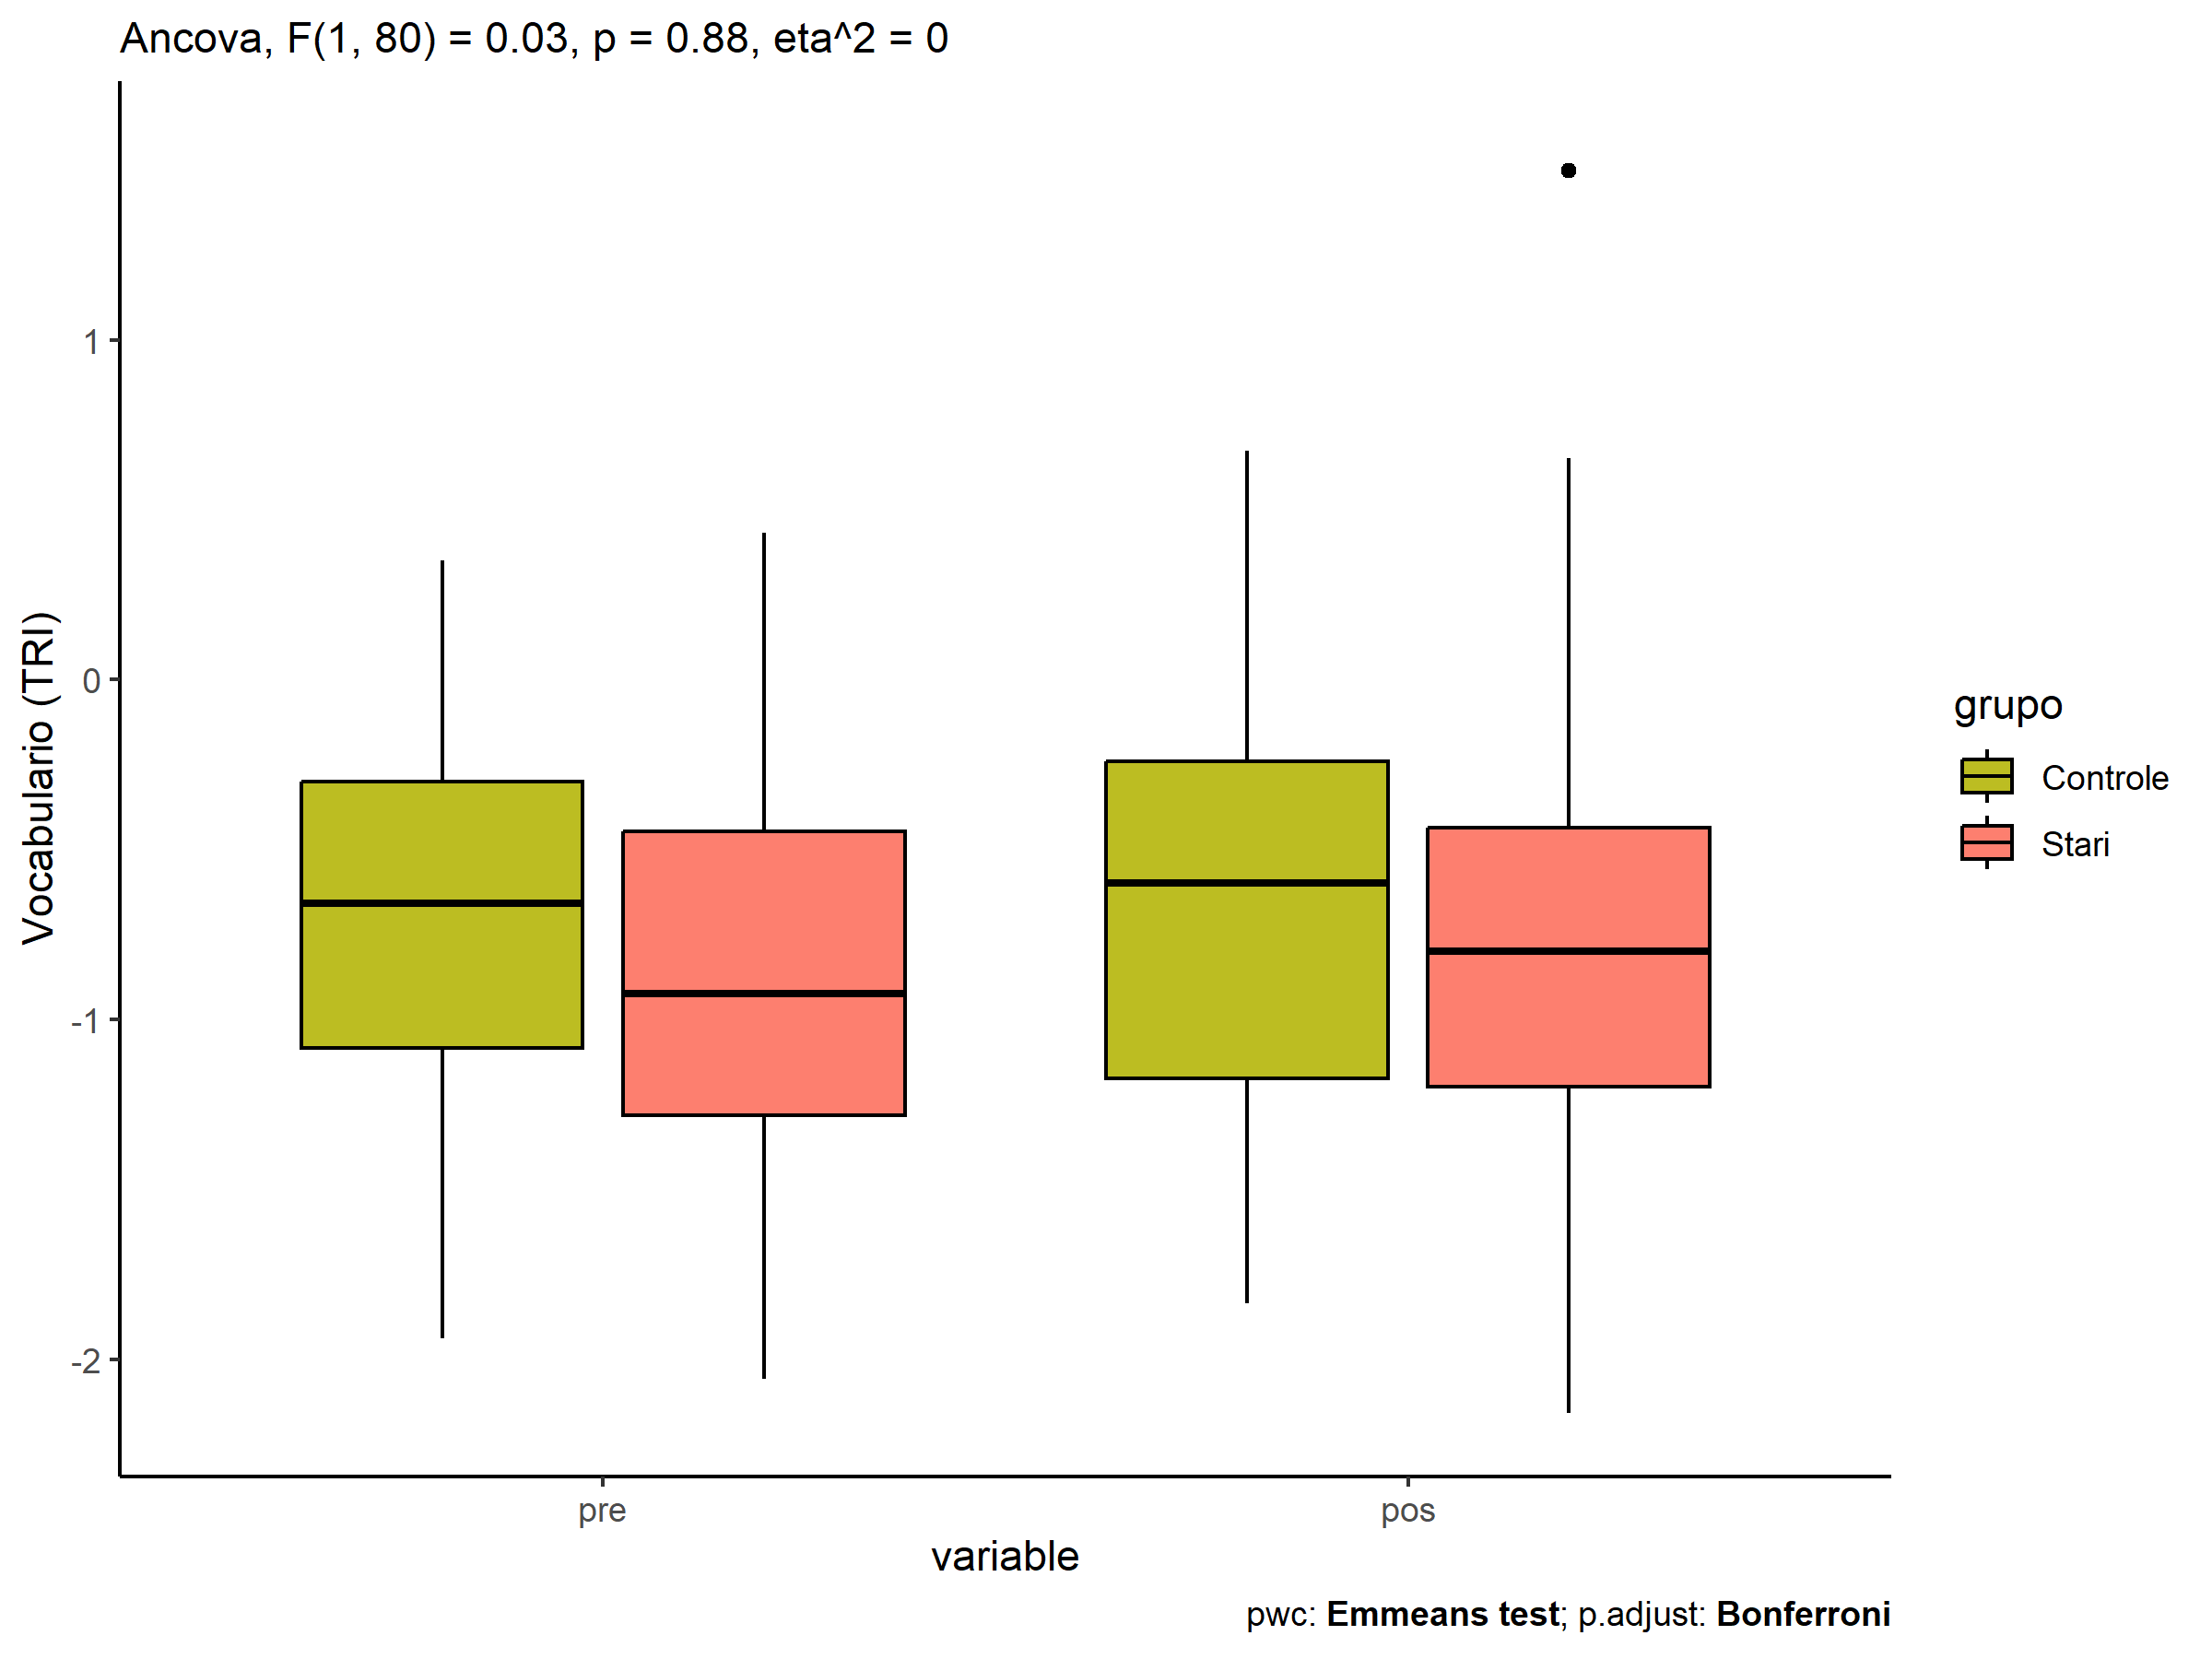 Ancova, F(1, 80) = 0.03, p = 0.88, eta^2 = 0
Vocabulario (TRI)
1
0
-1
-2
pre
pos
variable
grupo
Controle
Stari
pwc: Emmeans test; p.adjust: Bonferroni